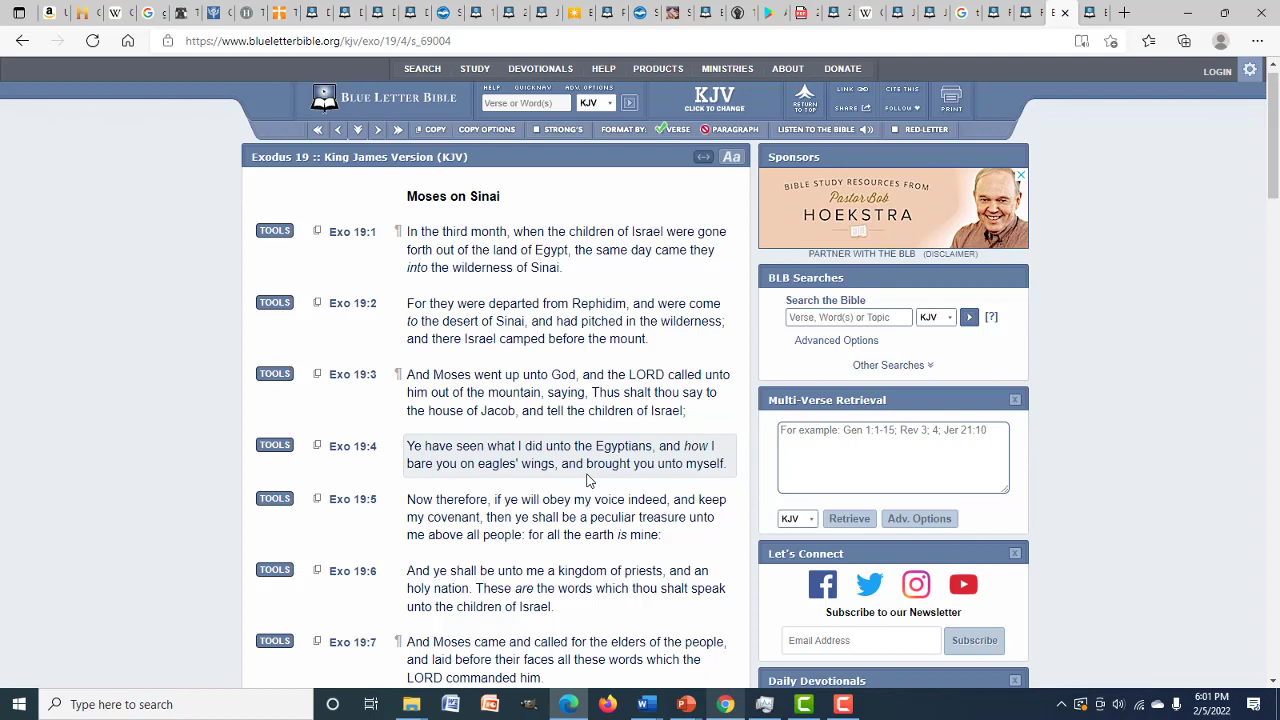 https://www.blueletterbible.org/kjv/exo/19/4/s_69004
SEARCH STUDY DEVOTIONALS HELP PRODUCTS MINISTRIES ABOUT DONATE
LOGIN
BLUE LETTER BIBLE
HELP QUICKNAV ADV. OPTIONS
Verse or Word(s) KJV
KJV
CLICK TO CHANGE
RETURN
TO TOP
LINK CITE THIS
SHARE FOLLOW
PRINT
COPY COPY OPTIONS STRONG'S FORMAT BY: VERSE PARAGRAPH LISTEN TO THE BIBLE RED-LETTER
Exodus 19 :: King James Version (KJV)
Aa
Moses on Sinai
TOOLS Exo 19:1 ¶ In the third month, when the children of Israel were gone
forth out of the land of Egypt, the same day came they
into the wilderness of Sinai.
TOOLS Exo 19:2 For they were departed from Rephidim, and were come
to the desert of Sinai, and had pitched in the wilderness;
and there Israel camped before the mount.
TOOLS Exo 19:3 ¶ And Moses went up unto God, and the LORD called unto
him out of the mountain, saying, Thus shalt thou say to
the house of Jacob, and tell the children of Israel;
TOOLS Exo 19:4 Ye have seen what I did unto the Egyptians, and how I
bare you on eagles' wings, and brought you unto myself.
TOOLS Exo 19:5 Now therefore, if ye will obey my voice indeed, and keep
my covenant, then ye shall be a peculiar treasure unto
me above all people: for all the earth is mine:
TOOLS Exo 19:6 And ye shall be unto me a kingdom of priests, and an
holy nation. These are the words which thou shalt speak
unto the children of Israel.
TOOLS Exo 19:7 ¶ And Moses came and called for the elders of the people,
and laid before their faces all these words which the
LORD commanded him.
Sponsors
BIBLE STUDY RESOURCES FROM
Pastor Bob
HOEKSTRA
PARTNER WITH THE BLB (DISCLAIMER)
BLB Searches
Search the Bible
Verse, Word(s) or Topic KJV [?]
Advanced Options
Other Searches
Multi-Verse Retrieval
For example: Gen 1:1-15; Rev 3; 4; Jer 21:10
KJV Retrieve Adv. Options
Let's Connect
Subscribe to our Newsletter
Email Address Subscribe
Daily Devotionals
Type here to search
6:01 PM
2/5/2022